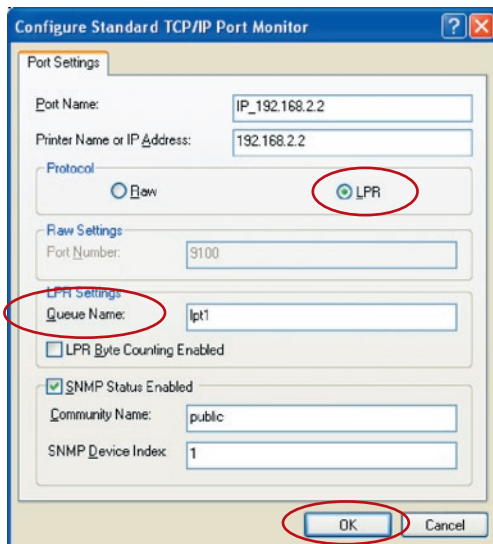 Configure Standard TCP/IP Port Monitor
Port Settings
Port Name: IP_192.168.2.2
Printer Name or IP Address: 192.168.2.2
Protocol
Raw LPR
Raw Settings
Port Number: 9100
LPR Settings
Queue Name: lpt1
LPR Byte Counting Enabled
SNMP Status Enabled
Community Name: public
SNMP Device Index: 1
OK Cancel